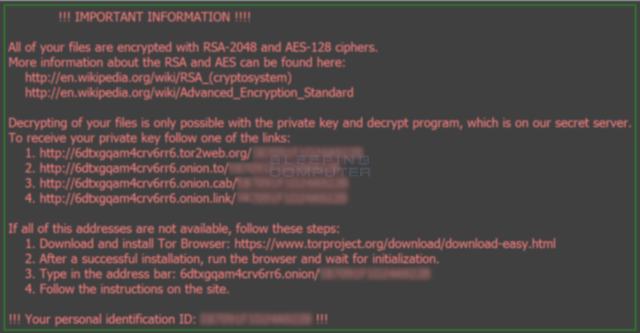 !!! IMPORTANT INFORMATION !!!!
All of your files are encrypted with RSA-2048 and AES-128 ciphers.
More information about the RSA and AES can be found here:
http://en.wikipedia.org/wiki/RSA_(cryptosystem)
http://en.wikipedia.org/wiki/Advanced_Encryption_Standard
Decrypting of your files is only possible with the private key and decrypt program, which is on our secret server.
To receive your private key follow one of the links:
1. http://6dtxgqam4crv6rr6.tor2web.org/
2. http://6dtxgqam4crv6rr6.onion.to/
3. http://6dtxgqam4crv6rr6.onion.cab/
4. http://6dtxgqam4crv6rr6.onion.link/
BLEEPING
COMPUTER
If all of this addresses are not available, follow these steps:
1. Download and install Tor Browser: https://www.torproject.org/download/download-easy.html
2. After a successful installation, run the browser and wait for initialization.
3. Type in the address bar: 6dtxgqam4crv6rr6.onion/
4. Follow the instructions on the site.
!!! Your personal identification ID: !!!